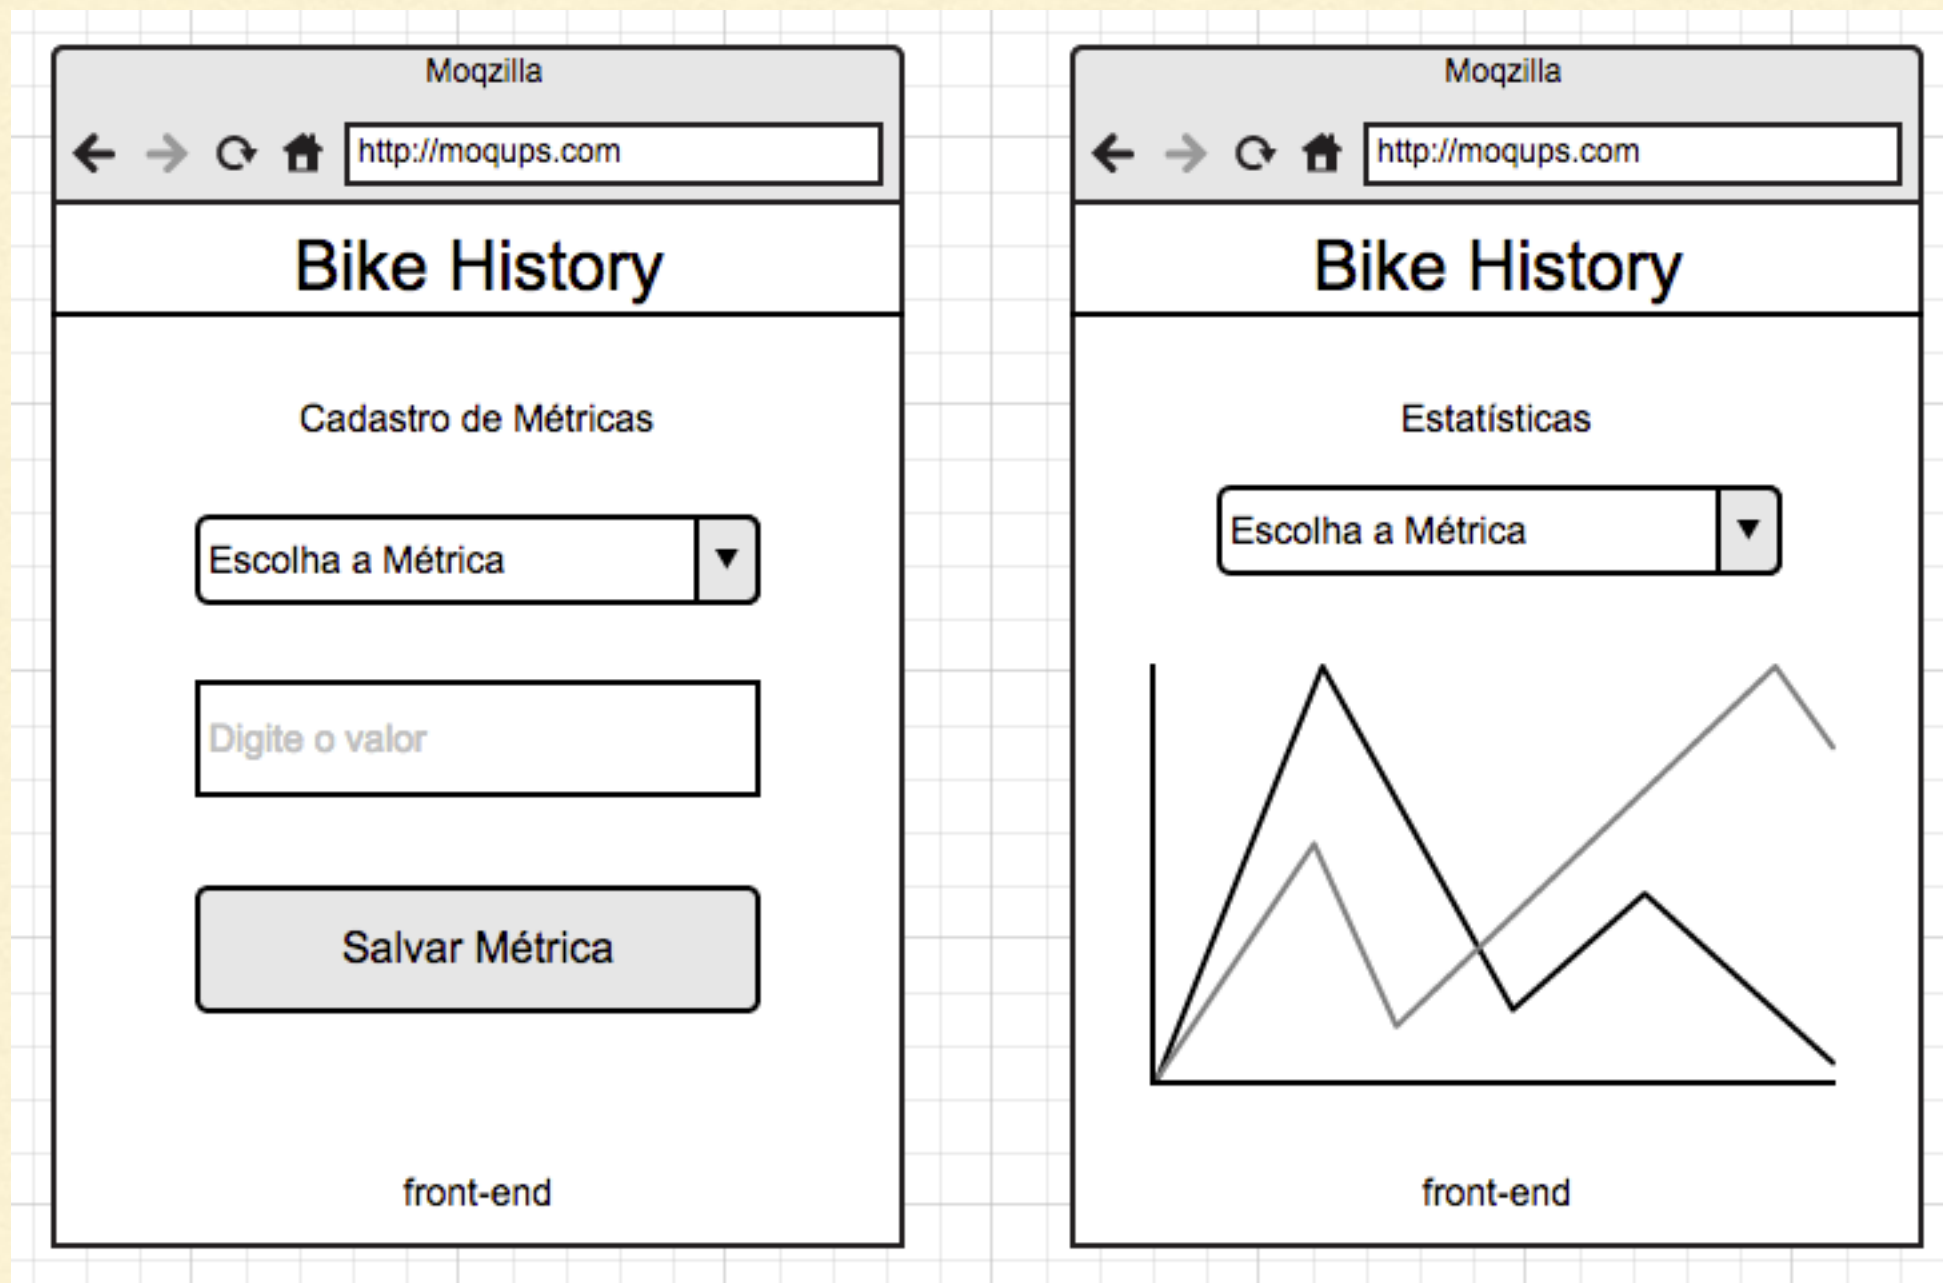 Moqzilla
http://moqups.com
Bike History
Cadastro de Métricas
Escolha a Métrica
Digite o valor
Salvar Métrica
front-end
Moqzilla
http://moqups.com
Bike History
Estatísticas
Escolha a Métrica
front-end